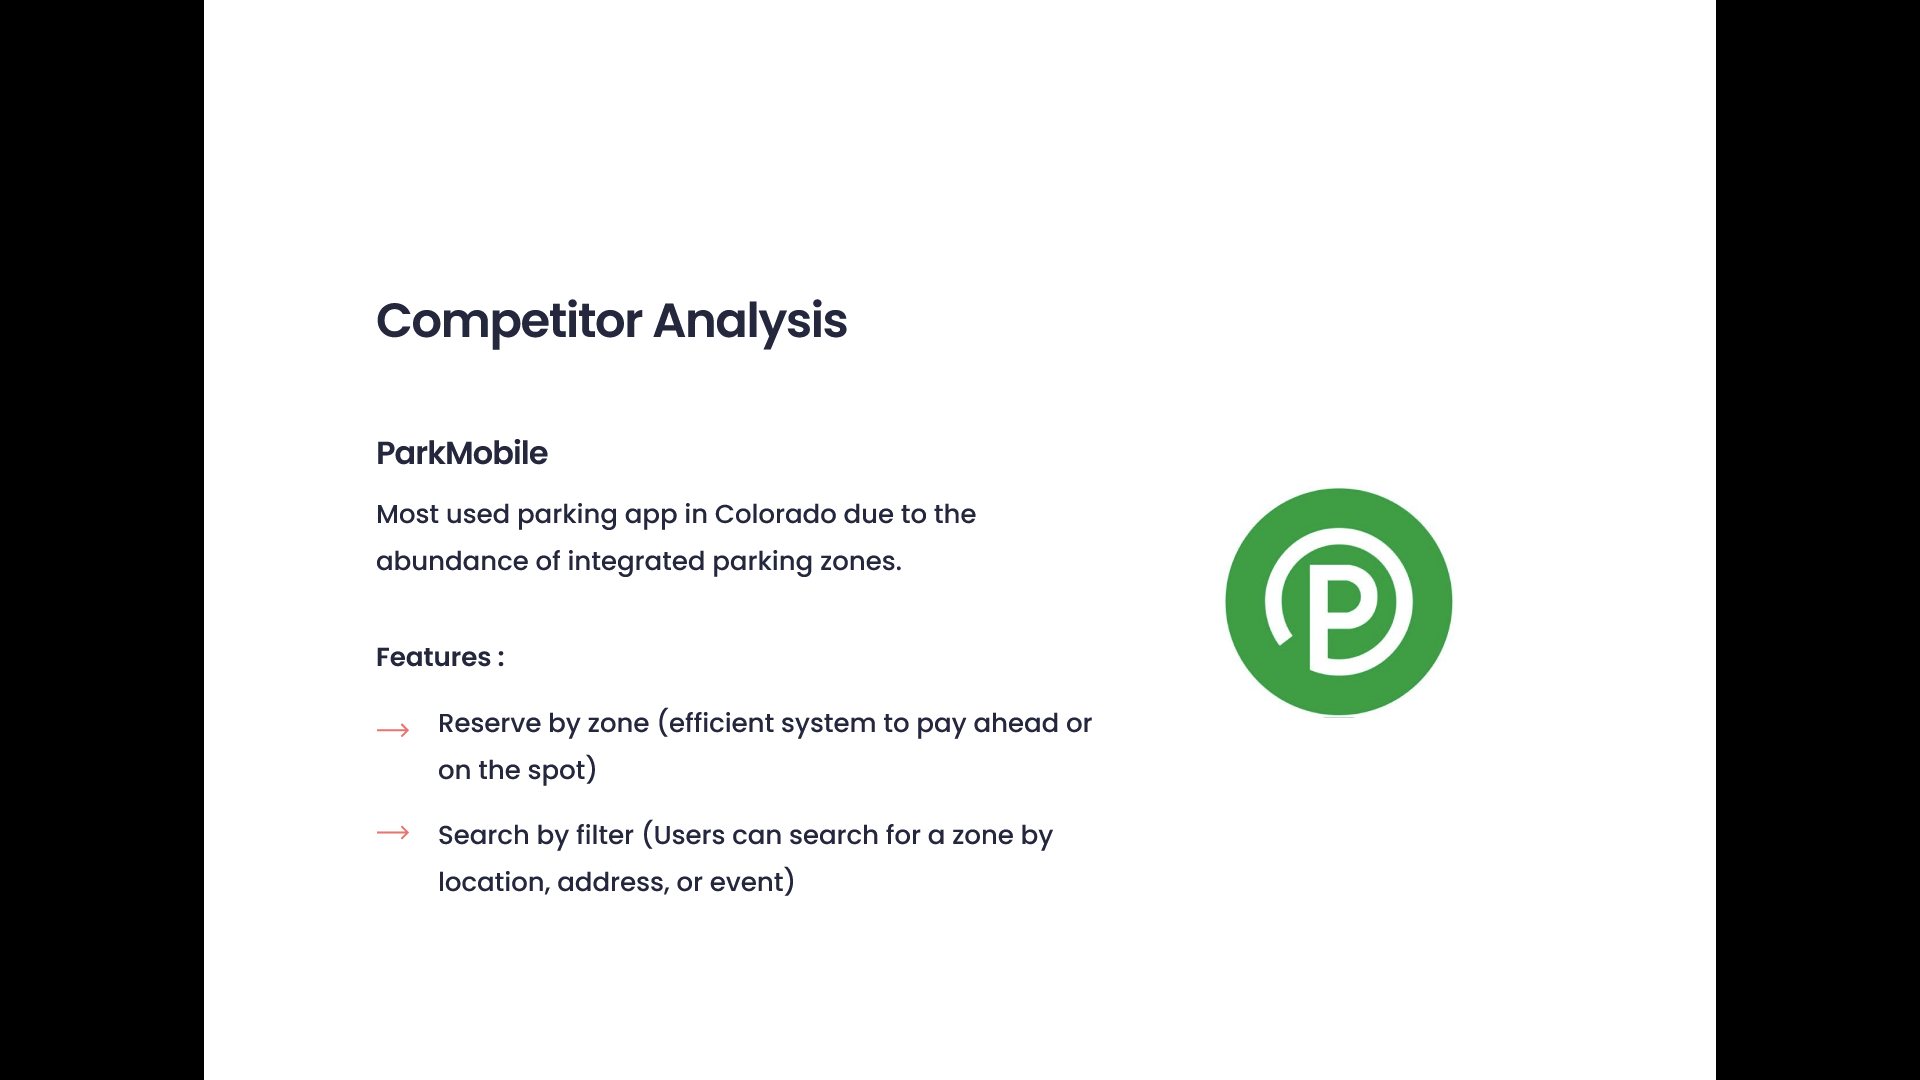 Competitor Analysis
ParkMobile
Most used parking app in Colorado due to the
abundance of integrated parking zones.
Features :
Reserve by zone (efficient system to pay ahead or
on the spot)
Search by filter (Users can search for a zone by
location, address, or event)
P